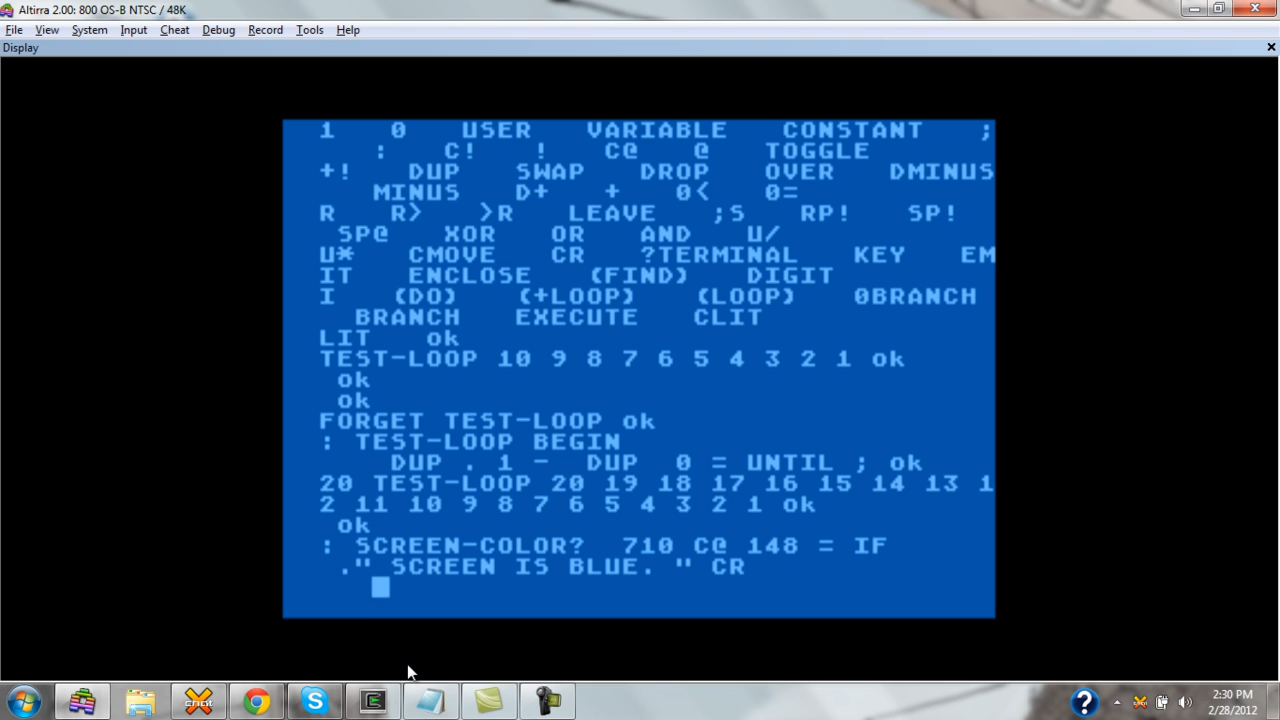 Altirra 2.00: 800 OS-B NTSC / 48K
File View System Input Cheat Debug Record Tools Help
Display
1 0 USER VARIABLE CONSTANT ;
: C! ! C@ @ TOGGLE
+! DUP SWAP DROP OVER DMINUS
MINUS D+ + 0< 0=
R R> >R LEAVE ;S RP! SP!
SP@ XOR OR AND U/
U* CMOVE CR ?TERMINAL KEY EM
IT ENCLOSE (FIND) DIGIT
I (DO) (+LOOP) (LOOP) 0BRANCH
BRANCH EXECUTE CLIT
LIT ok
TEST-LOOP 10 9 8 7 6 5 4 3 2 1 ok
ok
ok
FORGET TEST-LOOP ok
: TEST-LOOP BEGIN
DUP . 1 - DUP 0 = UNTIL ; ok
20 TEST-LOOP 20 19 18 17 16 15 14 13 1
2 11 10 9 8 7 6 5 4 3 2 1 ok
ok
: SCREEN-COLOR? 710 C@ 148 = IF
." SCREEN IS BLUE. " CR
2:30 PM
2/28/2012